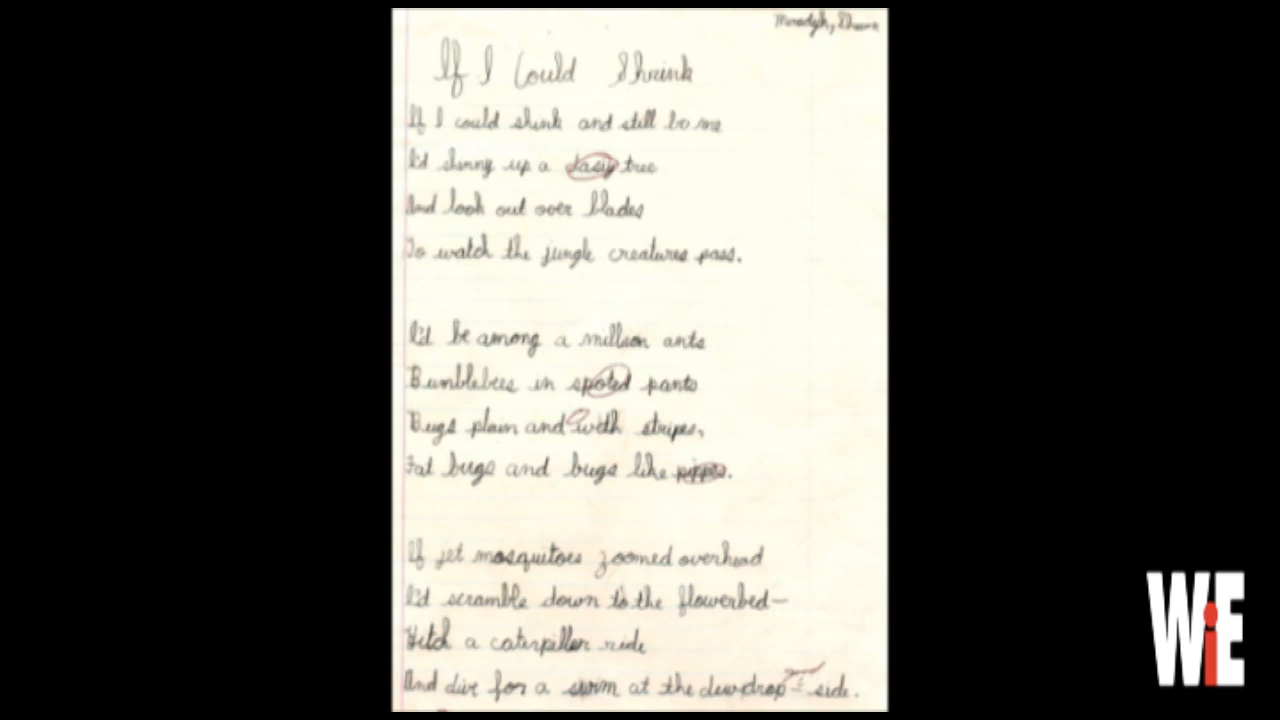 If I Could Shrink
If I could shink and still be me
I'd shinny up a dasiy tree
And look out over blades
To watch the jungle creatures pass.
I'd be among a million ants
Bumblebees in spoted pants
Bugs plain and with stripes,
Fat bugs and bugs like pippes.
If jet mosquitoes zoomed overhead
I'd scramble down to the flowerbed—
Hitch a caterpiller ride
And dive for a swim at the dewdrop side.
WiE